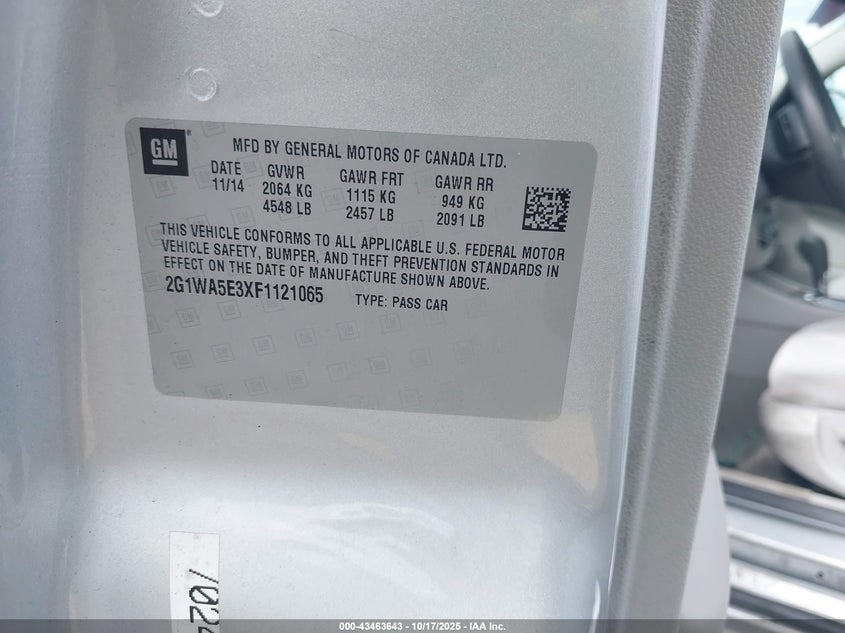 GM
MFD BY GENERAL MOTORS OF CANADA LTD.
DATE GVWR GAWR FRT GAWR RR
11/14 2064 KG 1115 KG 949 KG
4548 LB 2457 LB 2091 LB
THIS VEHICLE CONFORMS TO ALL APPLICABLE U.S. FEDERAL MOTOR
VEHICLE SAFETY, BUMPER, AND THEFT PREVENTION STANDARDS IN
EFFECT ON THE DATE OF MANUFACTURE SHOWN ABOVE.
2G1WA5E3XF1121065 TYPE: PASS CAR
000-43463643 / 10/17/2025 - IAA Inc.